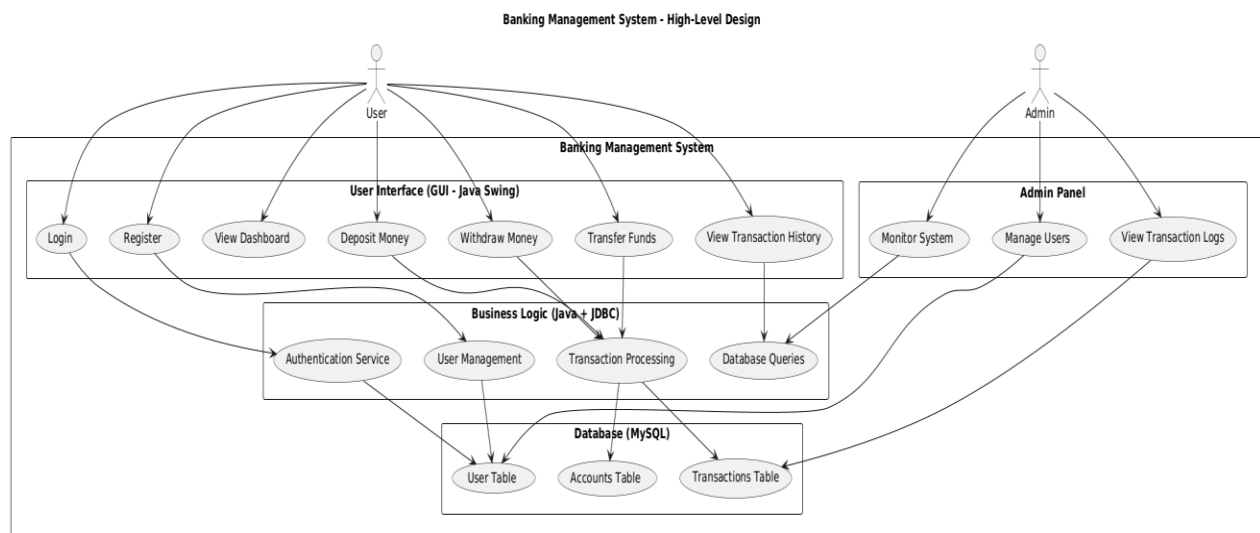 Banking Management System - High-Level Design
User
Admin
Banking Management System
User Interface (GUI - Java Swing)
Admin Panel
Login
Register
View Dashboard
Deposit Money
Withdraw Money
Transfer Funds
View Transaction History
Monitor System
Manage Users
View Transaction Logs
Business Logic (Java + JDBC)
Authentication Service
User Management
Transaction Processing
Database Queries
Database (MySQL)
User Table
Accounts Table
Transactions Table